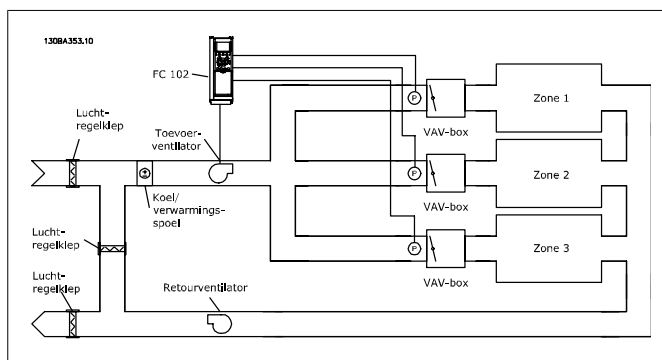 130BA353.10
FC 102
Lucht-
regelklep
Toevoer-
ventilator
Koel/
verwarmings-
spoel
Lucht-
regelklep
Lucht-
regelklep
Retourventilator
P
VAV-box
Zone 1
P
VAV-box
Zone 2
P
VAV-box
Zone 3